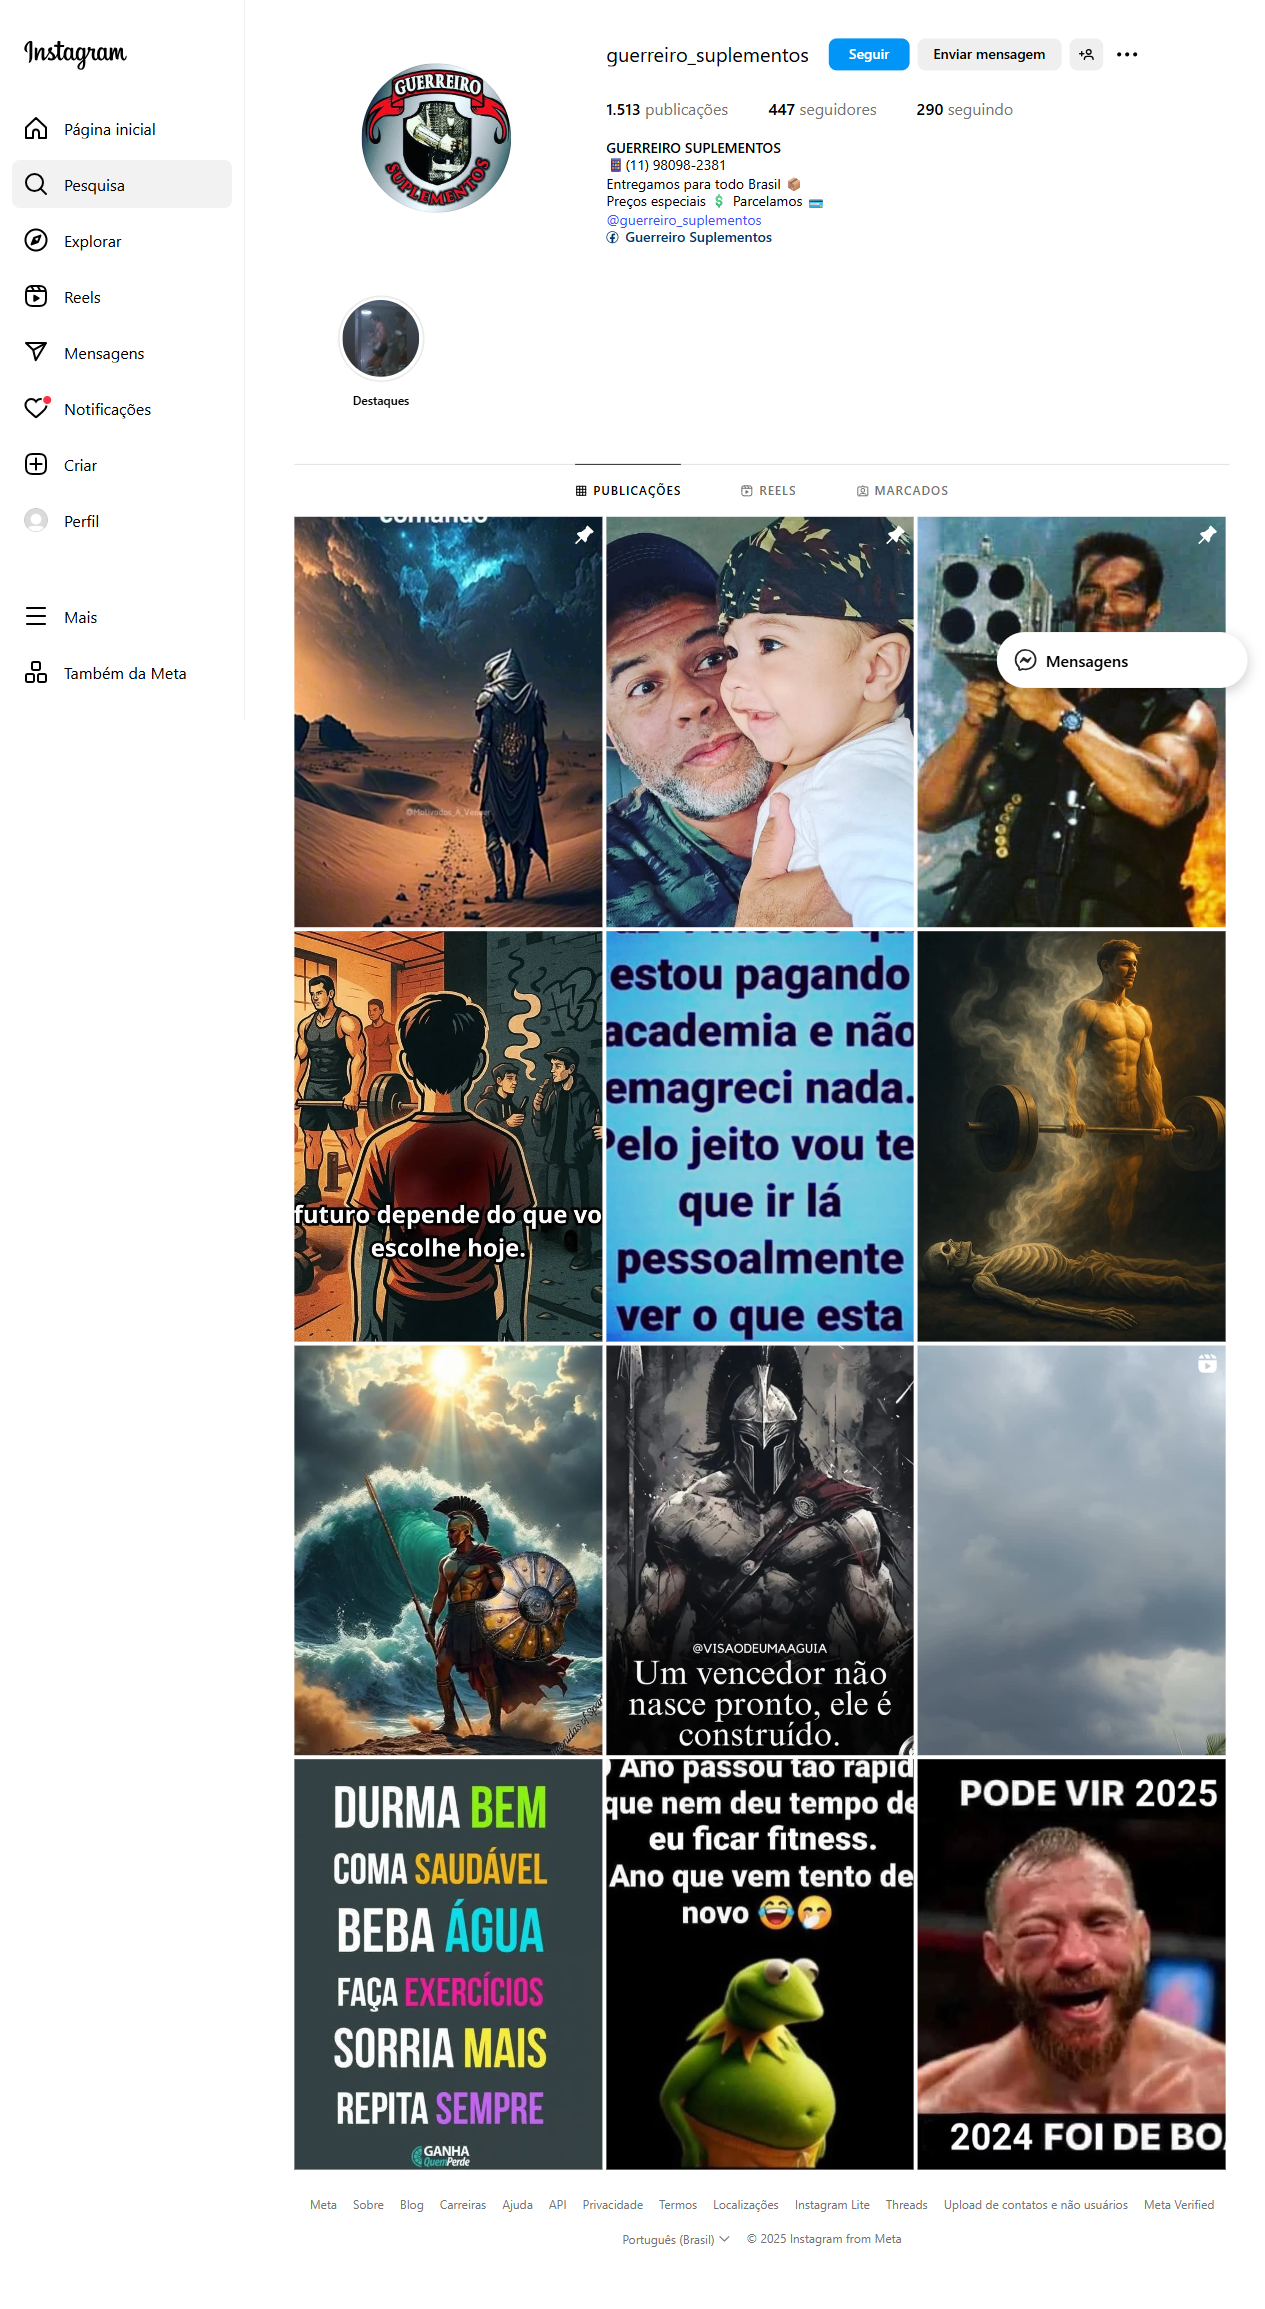 Instagram
Página inicial
Pesquisa
Explorar
Reels
Mensagens
Notificações
Criar
Perfil
Mais
Também da Meta
guerreiro_suplementos
Seguir
Enviar mensagem
1.513 publicações
447 seguidores
290 seguindo
GUERREIRO SUPLEMENTOS
(11) 98098-2381
Entregamos para todo Brasil
Preços especiais 💲 Parcelamos
@guerreiro_suplementos
Guerreiro Suplementos
GUERREIRO
SUPLEMENTOS
Destaques
PUBLICAÇÕES
REELS
MARCADOS
comando
@Motivados_A_Vencer
Mensagens
futuro depende do que vo
escolhe hoje.
estou pagando
academia e não
emagreci nada.
Pelo jeito vou te
que ir lá
pessoalmente
ver o que esta
@VISAODEUMAAGUIA
Um vencedor não
nasce pronto, ele é
construído.
DURMA BEM
COMA SAUDÁVEL
BEBA ÁGUA
FAÇA EXERCÍCIOS
SORRIA MAIS
REPITA SEMPRE
GANHA
QuemPerde
O Ano passou tão rapid
que nem deu tempo de
eu ficar fitness.
Ano que vem tento de
novo 😂🤭
PODE VIR 2025
2024 FOI DE BOA
Meta
Sobre
Blog
Carreiras
Ajuda
API
Privacidade
Termos
Localizações
Instagram Lite
Threads
Upload de contatos e não usuários
Meta Verified
Português (Brasil)
© 2025 Instagram from Meta